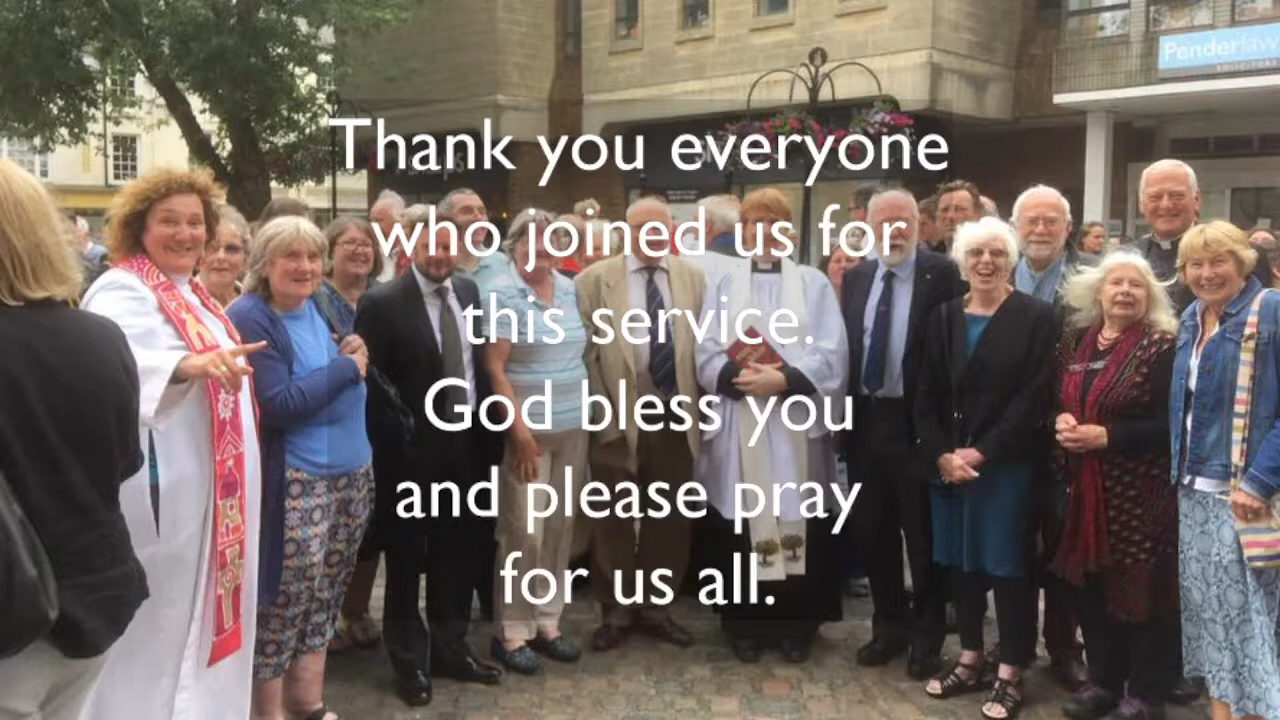 Penderlaw
Thank you everyone
who joined us for
this service.
God bless you
and please pray
for us all.